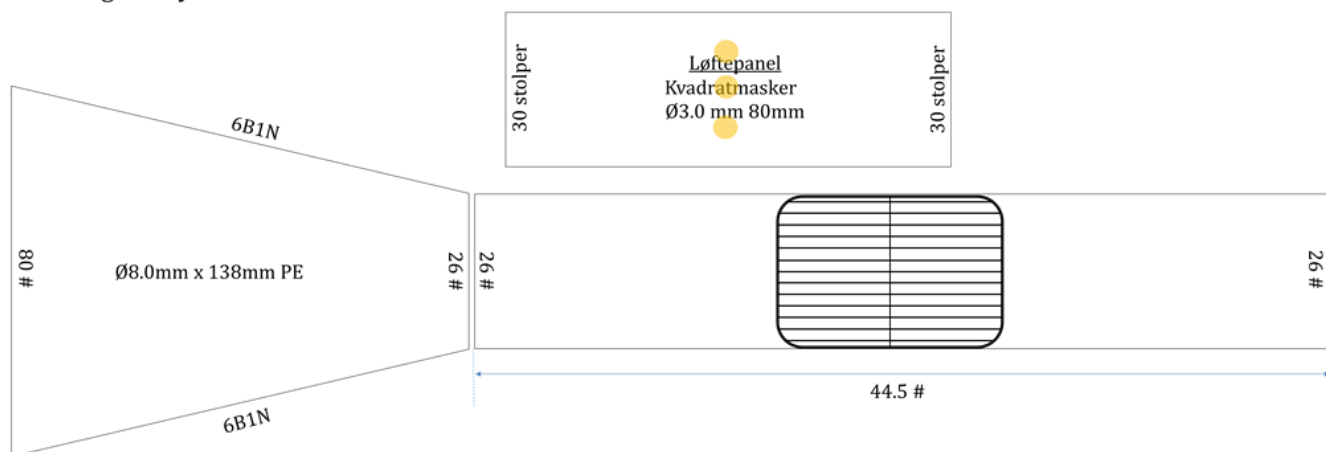 30 stolper
Løftepanel
Kvadratmasker
Ø3.0 mm 80mm
30 stolper
6B1N
80 #
Ø8.0mm x 138mm PE
26 #
26 #
26 #
6B1N
44.5 #